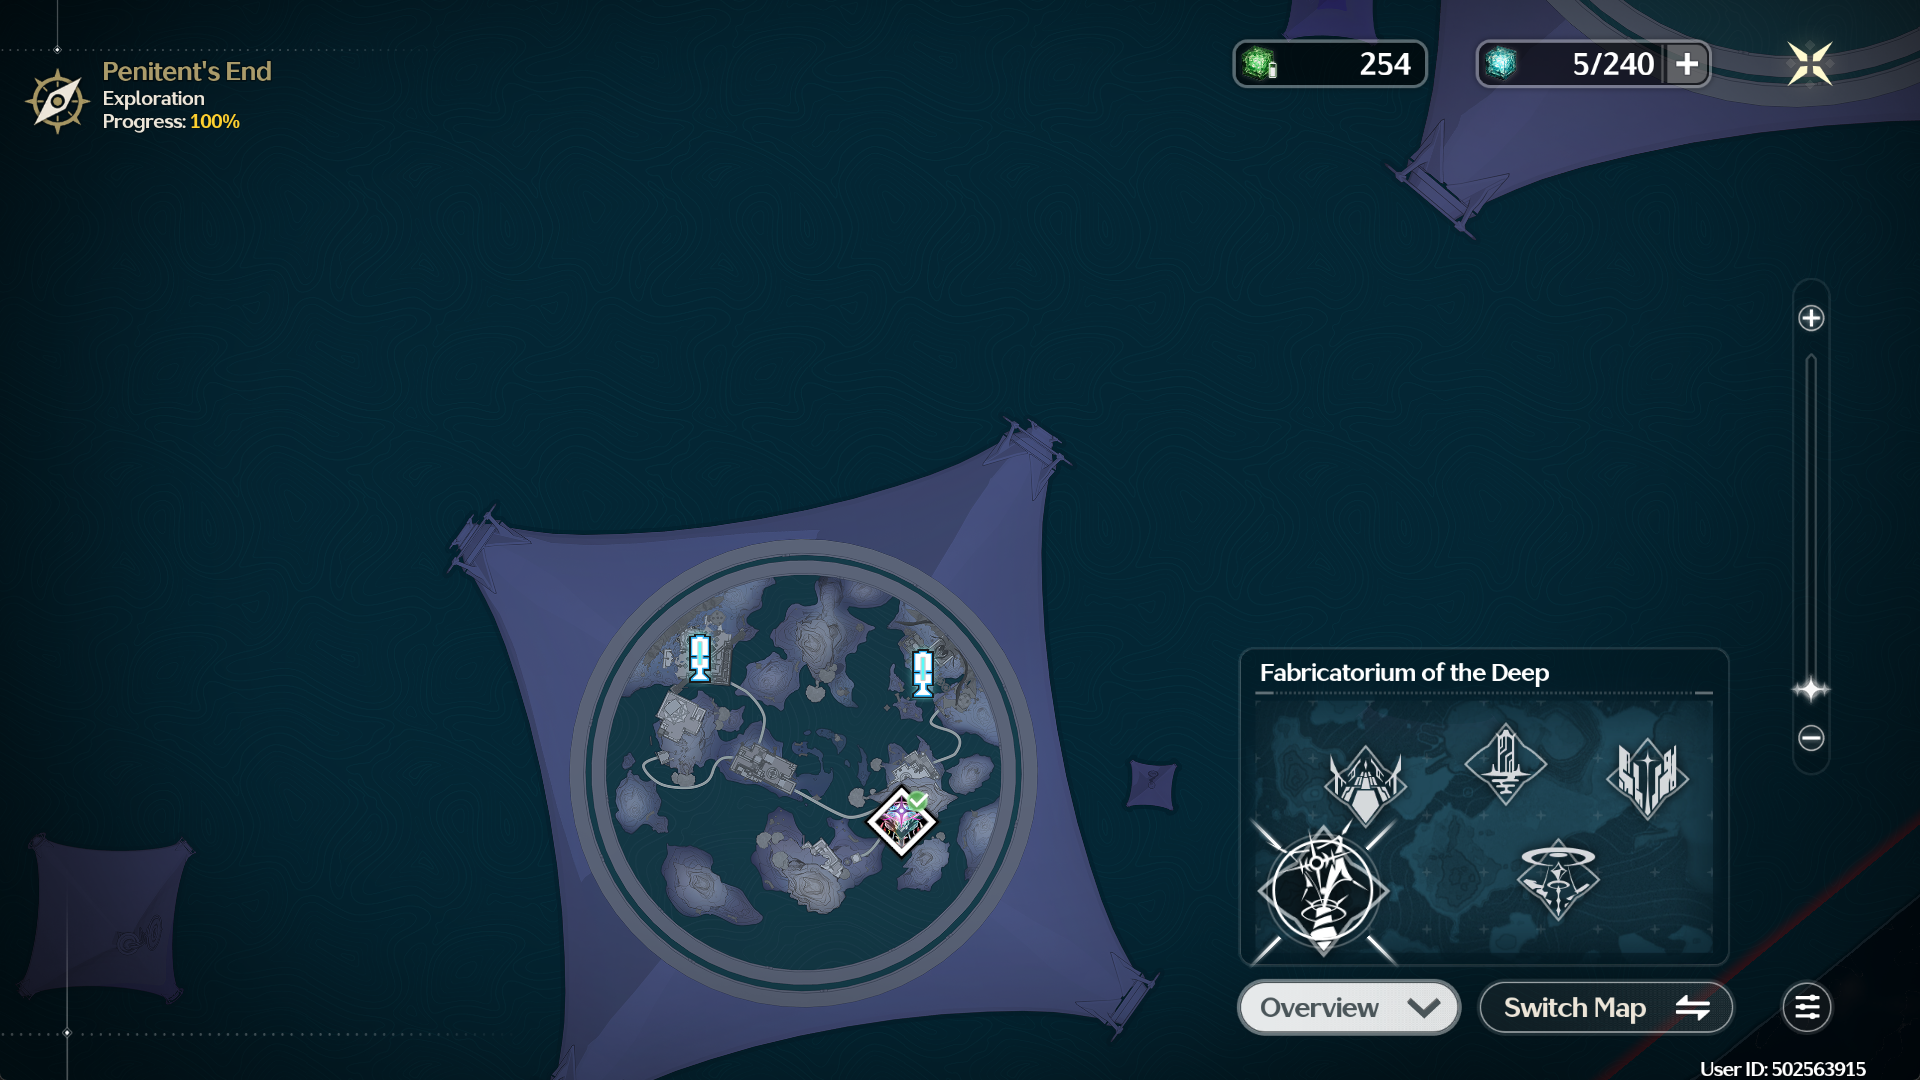 Penitent's End
Exploration
Progress: 100%
254
5/240
Fabricatorium of the Deep
Overview
Switch Map
User ID: 502563915